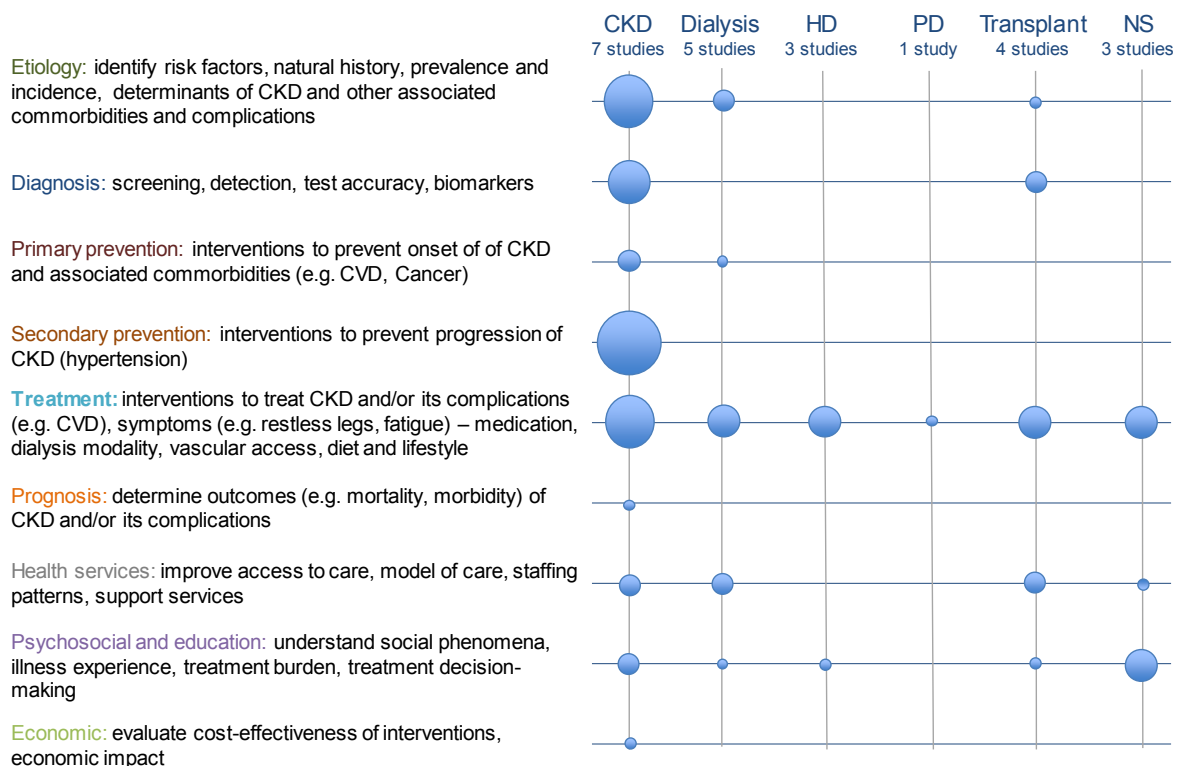 CKD Dialysis HD PD Transplant NS
7 studies 5 studies 3 studies 1 study 4 studies 3 studies
Etiology: identify risk factors, natural history, prevalence and
incidence, determinants of CKD and other associated
commorbidities and complications
Diagnosis: screening, detection, test accuracy, biomarkers
Primary prevention: interventions to prevent onset of of CKD
and associated commorbidities (e.g. CVD, Cancer)
Secondary prevention: interventions to prevent progression of
CKD (hypertension)
Treatment: interventions to treat CKD and/or its complications
(e.g. CVD), symptoms (e.g. restless legs, fatigue) – medication,
dialysis modality, vascular access, diet and lifestyle
Prognosis: determine outcomes (e.g. mortality, morbidity) of
CKD and/or its complications
Health services: improve access to care, model of care, staffing
patterns, support services
Psychosocial and education: understand social phenomena,
illness experience, treatment burden, treatment decision-
making
Economic: evaluate cost-effectiveness of interventions,
economic impact